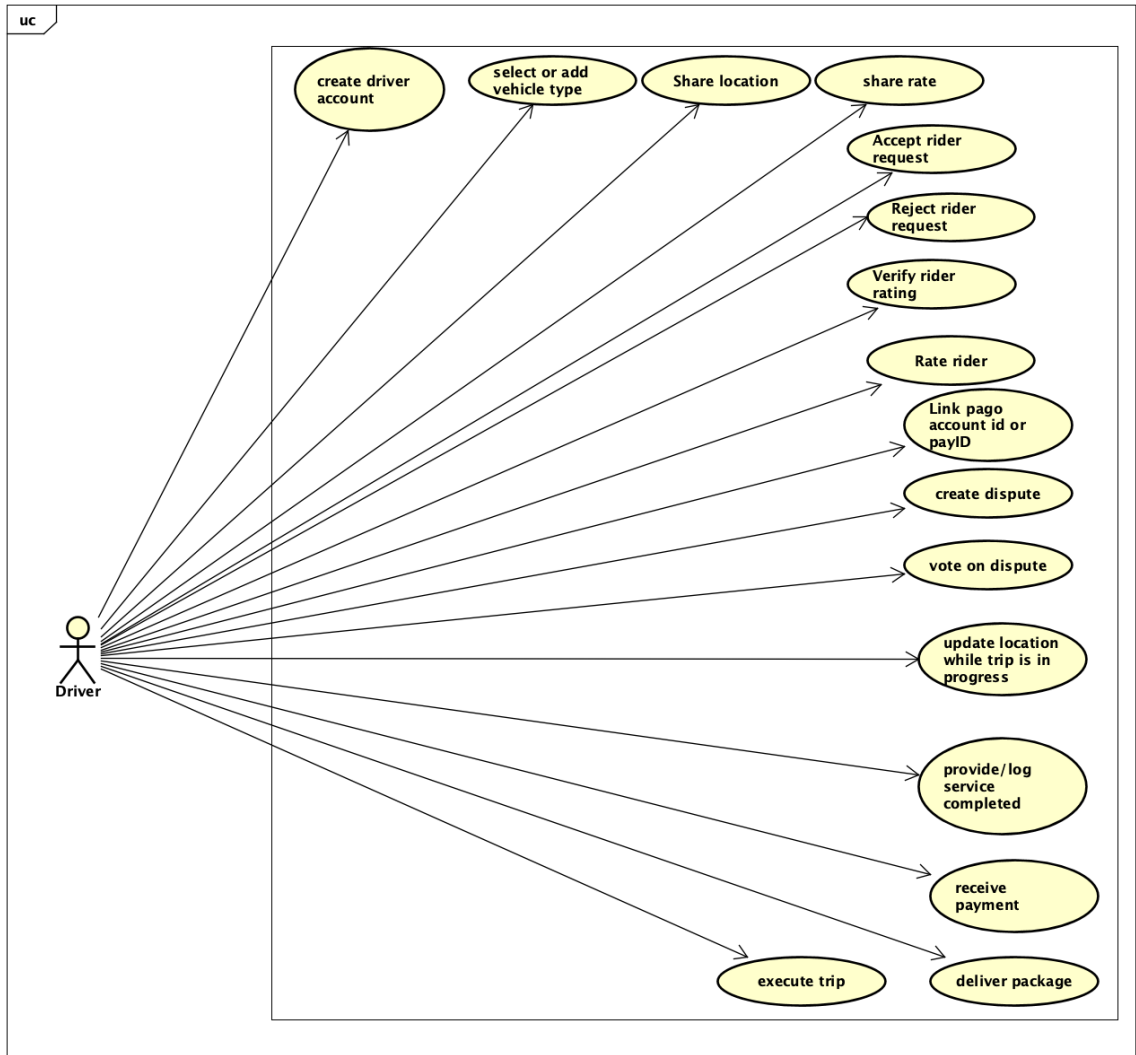 uc
create driver
account
select or add
vehicle type
Share location
share rate
Accept rider
request
Reject rider
request
Verify rider
rating
Rate rider
Link pago
account id or
payID
create dispute
vote on dispute
update location
while trip is in
progress
Driver
provide/log
service
completed
receive
payment
execute trip
deliver package